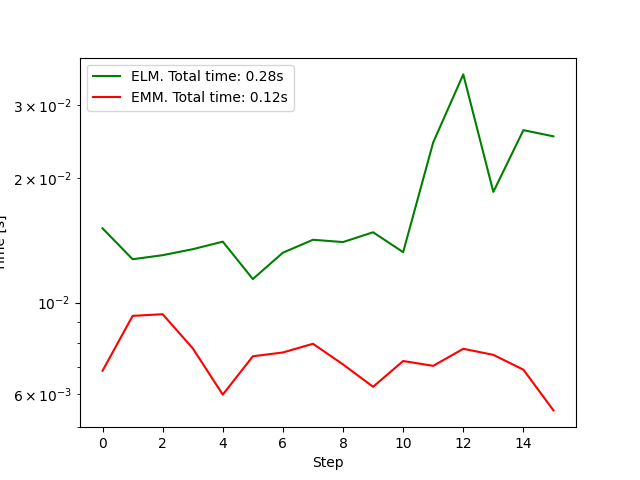 ELM. Total time: 0.28s
EMM. Total time: 0.12s
3 × 10⁻²
2 × 10⁻²
10⁻²
6 × 10⁻³
[s]
0 2 4 6 8 10 12 14
Step